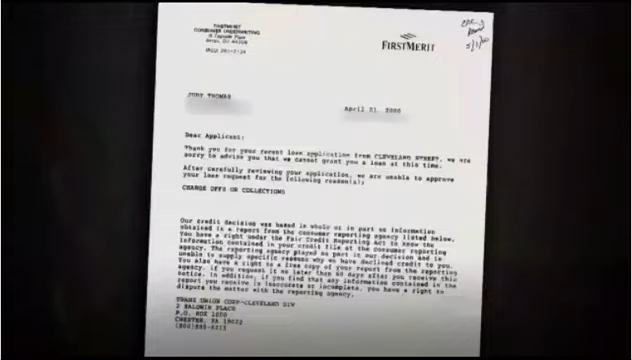 FIRSTMERIT
CONSUMER UNDERWRITING
FIRSTMERIT
JUDY THOMAS
April 21, 2000
Dear Applicant:
Thank you for your recent loan application from CLEVELAND STREET, we are
sorry to advise you that we cannot grant you a loan at this time.
After carefully reviewing your application, we are unable to approve
your loan request for the following reason(s):
CHARGE OFFS OR COLLECTIONS
Our credit decision was based in whole or in part on information
obtained in a report from the consumer reporting agency listed below.
You have a right under the Fair Credit Reporting Act to know the
information contained in your credit file at the consumer reporting
agency. The reporting agency played no part in our decision and is
unable to supply specific reasons why we have declined credit to you.
You also have a right to a free copy of your report from the reporting
agency, if you request it no later than 60 days after you receive this
notice. In addition, if you find that any information contained in the
report you receive is inaccurate or incomplete, you have a right to
dispute the matter with the reporting agency.
TRANS UNION CORP-CLEVELAND DIV
2 BALDWIN PLACE
P.O. BOX 1000
CHESTER, PA 19022